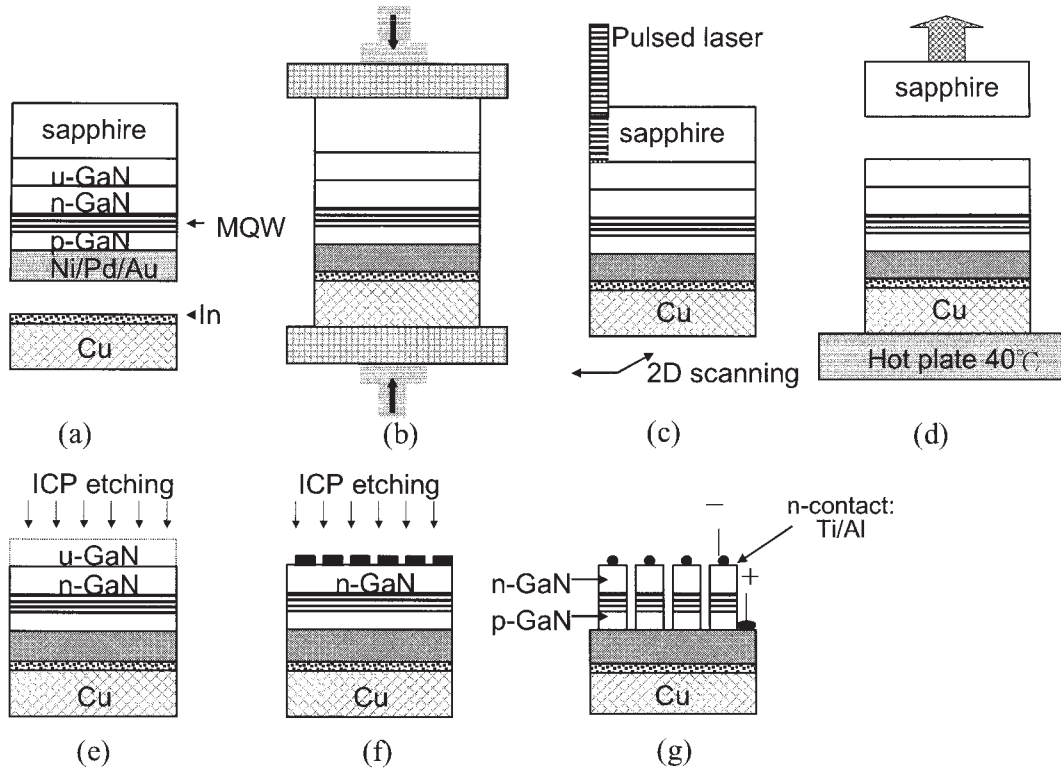 sapphire
u-GaN
n-GaN
MQW
p-GaN
Ni/Pd/Au
In
Cu
(a)
(b)
Pulsed laser
sapphire
Cu
2D scanning
(c)
sapphire
Cu
Hot plate 40℃
(d)
ICP etching
u-GaN
n-GaN
Cu
(e)
ICP etching
n-GaN
Cu
(f)
n-contact:
Ti/Al
−
+
n-GaN
p-GaN
Cu
(g)